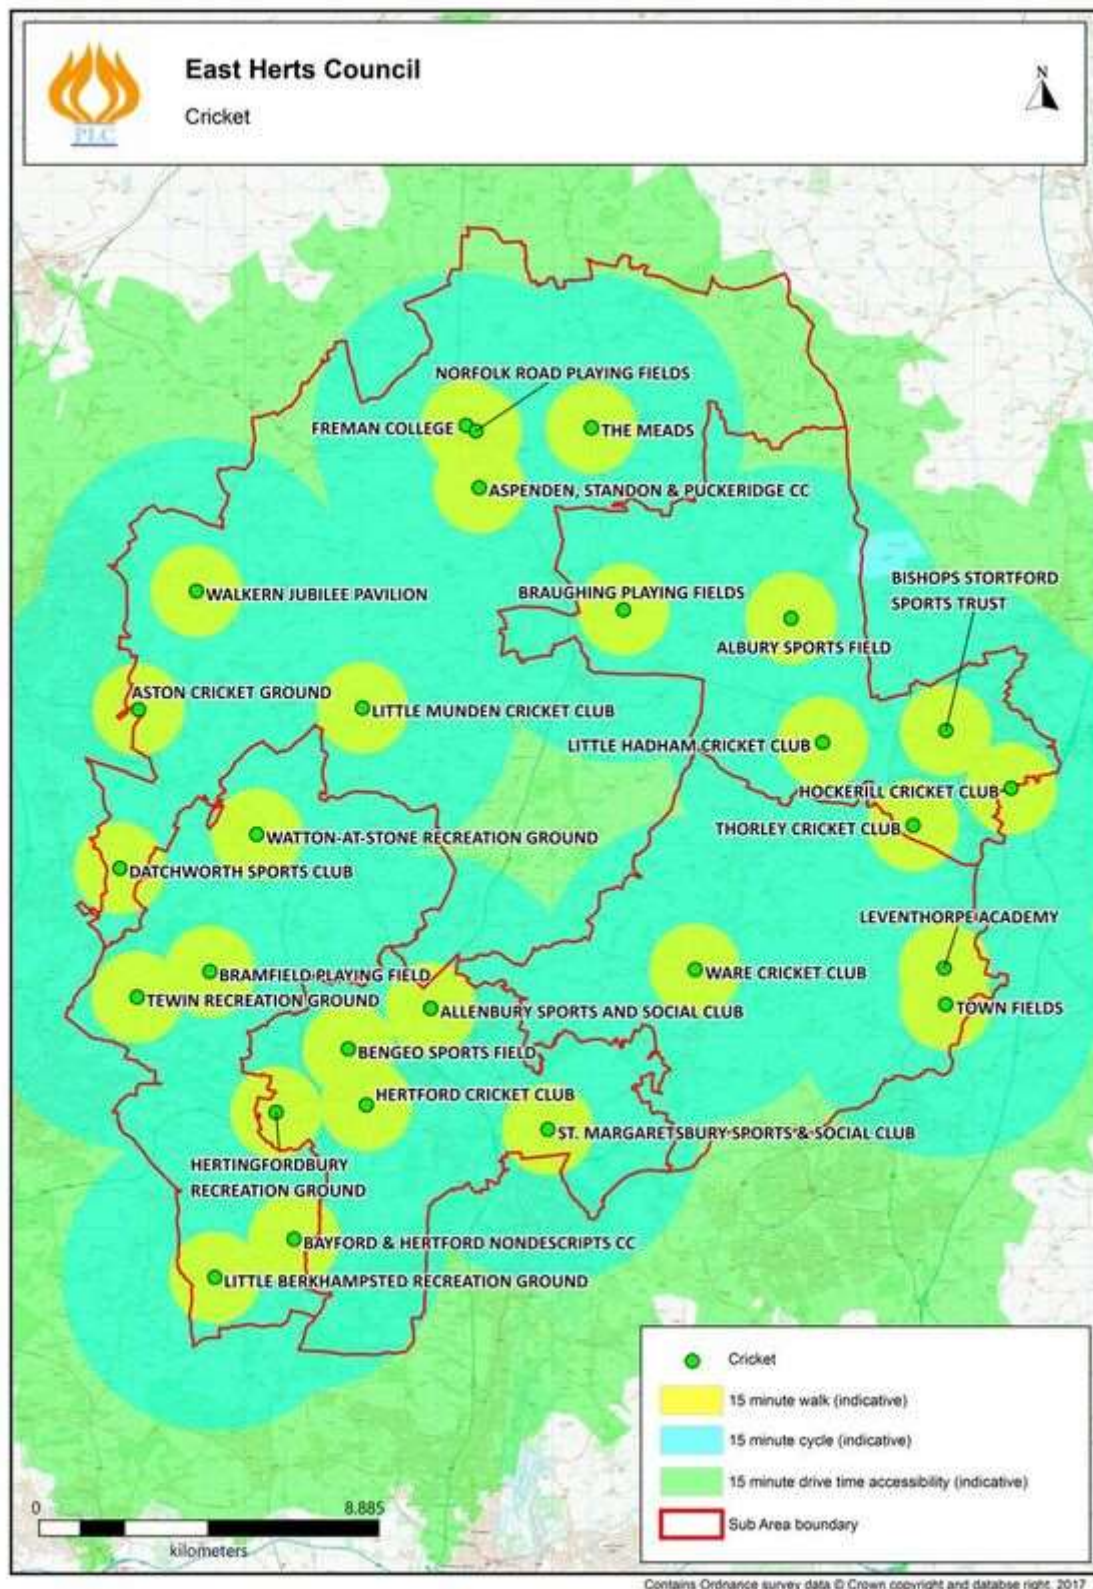 East Herts Council
Cricket
PLC
N
NORFOLK ROAD PLAYING FIELDS
FREMAN COLLEGE
THE MEADS
ASPENDEN, STANDON & PUCKERIDGE CC
BISHOPS STORTFORD
SPORTS TRUST
WALKERN JUBILEE PAVILION
BRAUGHING PLAYING FIELDS
ALBURY SPORTS FIELD
ASTON CRICKET GROUND
LITTLE MUNDEN CRICKET CLUB
LITTLE HADHAM CRICKET CLUB
HOCKERILL CRICKET CLUB
THORLEY CRICKET CLUB
WATTON-AT-STONE RECREATION GROUND
DATCHWORTH SPORTS CLUB
LEVENTHORPE ACADEMY
BRAMFIELD PLAYING FIELD
WARE CRICKET CLUB
TEWIN RECREATION GROUND
ALLENBURY SPORTS AND SOCIAL CLUB
TOWN FIELDS
BENGEO SPORTS FIELD
HERTFORD CRICKET CLUB
ST. MARGARETSBURY SPORTS & SOCIAL CLUB
HERTINGFORDBURY
RECREATION GROUND
BAYFORD & HERTFORD NONDESCRIPTS CC
LITTLE BERKHAMPSTED RECREATION GROUND
Cricket
15 minute walk (indicative)
15 minute cycle (indicative)
15 minute drive time accessibility (indicative)
Sub Area boundary
0 8.885
kilometers
Contains Ordnance survey data © Crown copyright and databse right, 2017